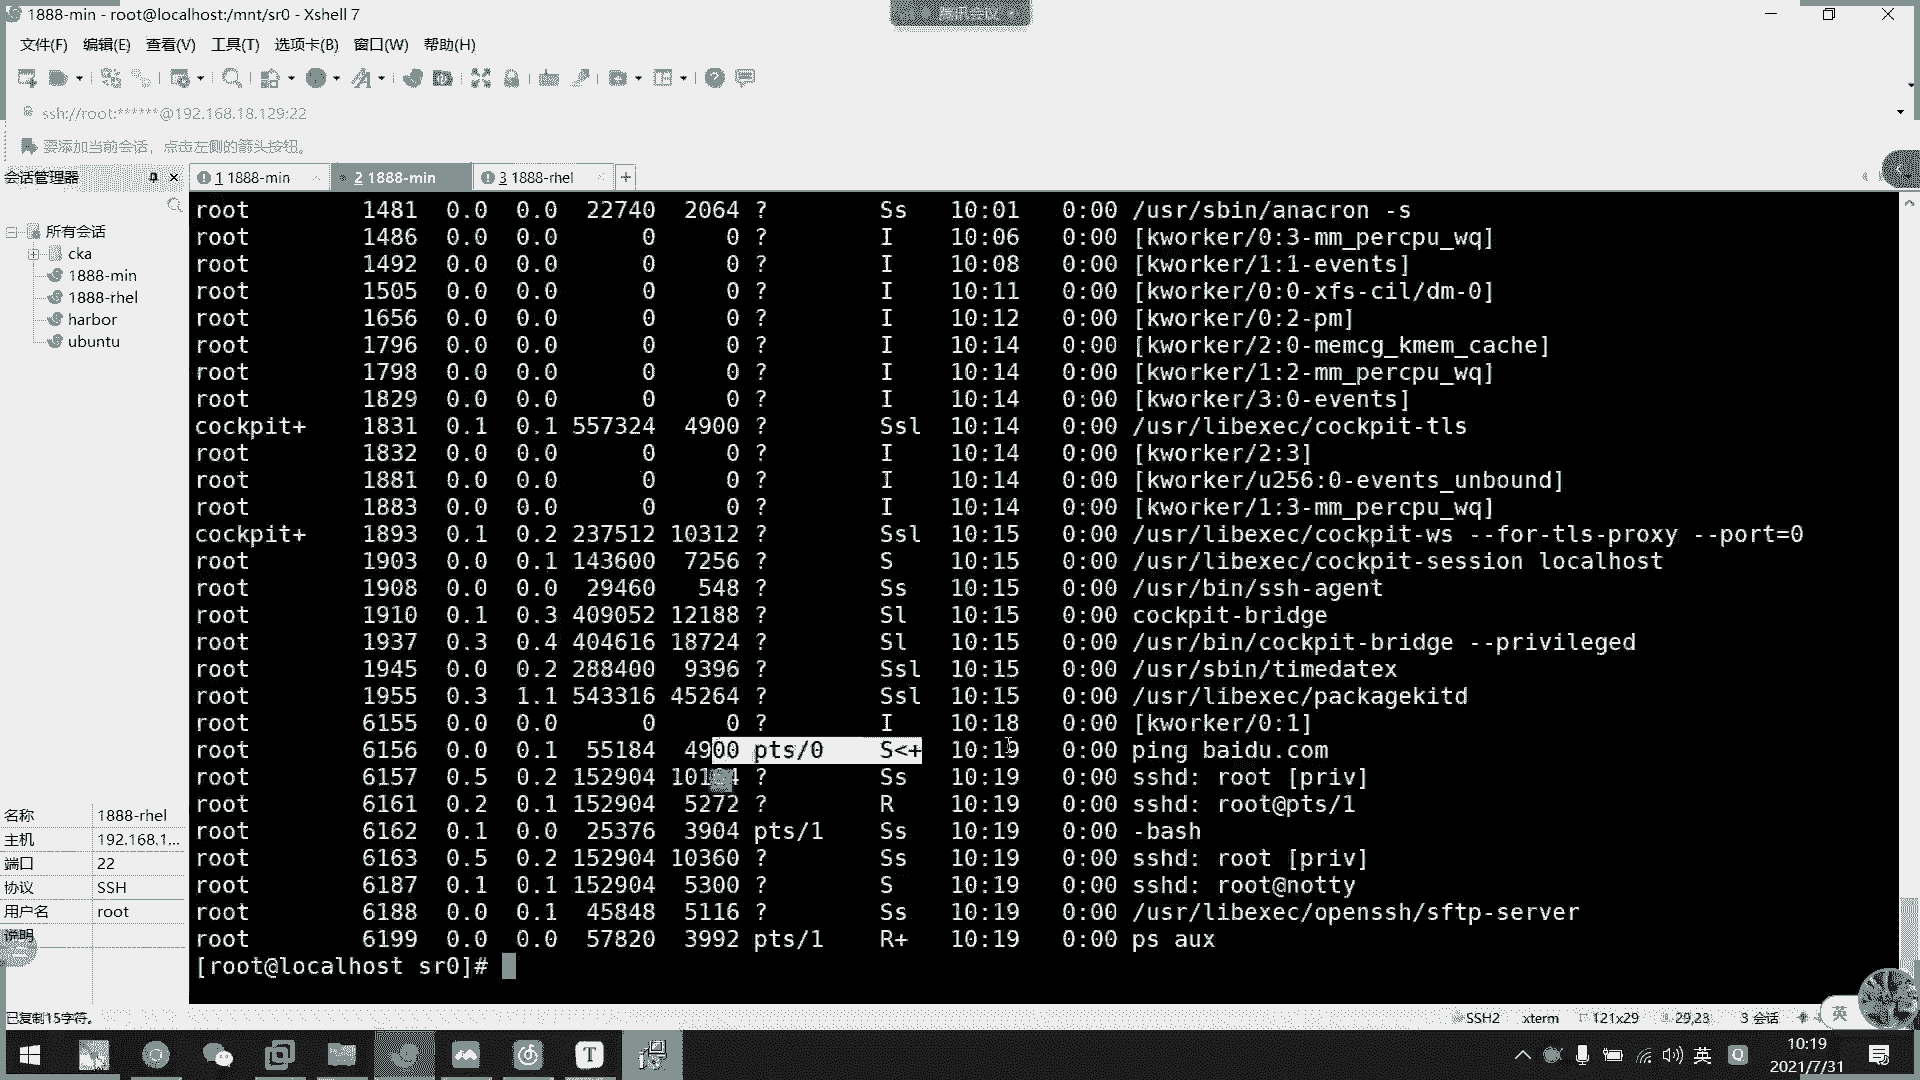 1888-min - root@localhost:/mnt/sr0 - Xshell 7
腾讯会议
文件(F) 编辑(E) 查看(V) 工具(T) 选项卡(B) 窗口(W) 帮助(H)
ssh://root:******@192.168.18.129:22
要添加当前会话，点击左侧的箭头按钮。
会话管理器
1 1888-min
2 1888-min
3 1888-rhel
+
所有会话
cka
1888-min
1888-rhel
harbor
ubuntu
root 1481 0.0 0.0 22740 2064 ? Ss 10:01 0:00 /usr/sbin/anacron -s
root 1486 0.0 0.0 0 0 ? I 10:06 0:00 [kworker/0:3-mm_percpu_wq]
root 1492 0.0 0.0 0 0 ? I 10:08 0:00 [kworker/1:1-events]
root 1505 0.0 0.0 0 0 ? I 10:11 0:00 [kworker/0:0-xfs-cil/dm-0]
root 1656 0.0 0.0 0 0 ? I 10:12 0:00 [kworker/0:2-pm]
root 1796 0.0 0.0 0 0 ? I 10:14 0:00 [kworker/2:0-memcg_kmem_cache]
root 1798 0.0 0.0 0 0 ? I 10:14 0:00 [kworker/1:2-mm_percpu_wq]
root 1829 0.0 0.0 0 0 ? I 10:14 0:00 [kworker/3:0-events]
cockpit+ 1831 0.1 0.1 557324 4900 ? Ssl 10:14 0:00 /usr/libexec/cockpit-tls
root 1832 0.0 0.0 0 0 ? I 10:14 0:00 [kworker/2:3]
root 1881 0.0 0.0 0 0 ? I 10:14 0:00 [kworker/u256:0-events_unbound]
root 1883 0.0 0.0 0 0 ? I 10:14 0:00 [kworker/1:3-mm_percpu_wq]
cockpit+ 1893 0.1 0.2 237512 10312 ? Ssl 10:15 0:00 /usr/libexec/cockpit-ws --for-tls-proxy --port=0
root 1903 0.0 0.1 143600 7256 ? S 10:15 0:00 /usr/libexec/cockpit-session localhost
root 1908 0.0 0.0 29460 548 ? Ss 10:15 0:00 /usr/bin/ssh-agent
root 1910 0.1 0.3 409052 12188 ? Sl 10:15 0:00 cockpit-bridge
root 1937 0.3 0.4 404616 18724 ? Sl 10:15 0:00 /usr/bin/cockpit-bridge --privileged
root 1945 0.0 0.2 288400 9396 ? Ssl 10:15 0:00 /usr/sbin/timedatex
root 1955 0.3 1.1 543316 45264 ? Ssl 10:15 0:00 /usr/libexec/packagekitd
root 6155 0.0 0.0 0 0 ? I 10:18 0:00 [kworker/0:1]
root 6156 0.0 0.1 55184 4900 pts/0 S<+ 10:19 0:00 ping baidu.com
root 6157 0.5 0.2 152904 ? Ss 10:19 0:00 sshd: root [priv]
root 6161 0.2 0.1 152904 5272 ? R 10:19 0:00 sshd: root@pts/1
root 6162 0.1 0.0 25376 3904 pts/1 Ss 10:19 0:00 -bash
root 6163 0.5 0.2 152904 10360 ? Ss 10:19 0:00 sshd: root [priv]
root 6187 0.1 0.1 152904 5300 ? S 10:19 0:00 sshd: root@notty
root 6188 0.0 0.1 45848 5116 ? Ss 10:19 0:00 /usr/libexec/openssh/sftp-server
root 6199 0.0 0.0 57820 3992 pts/1 R+ 10:19 0:00 ps aux
[root@localhost sr0]#
名称 1888-rhel
主机 192.168.1...
端口 22
协议 SSH
用户名 root
说明
已复制15字符。
SSH2 xterm 121x29 29,23 3 会话
英
英
10:19
2021/7/31